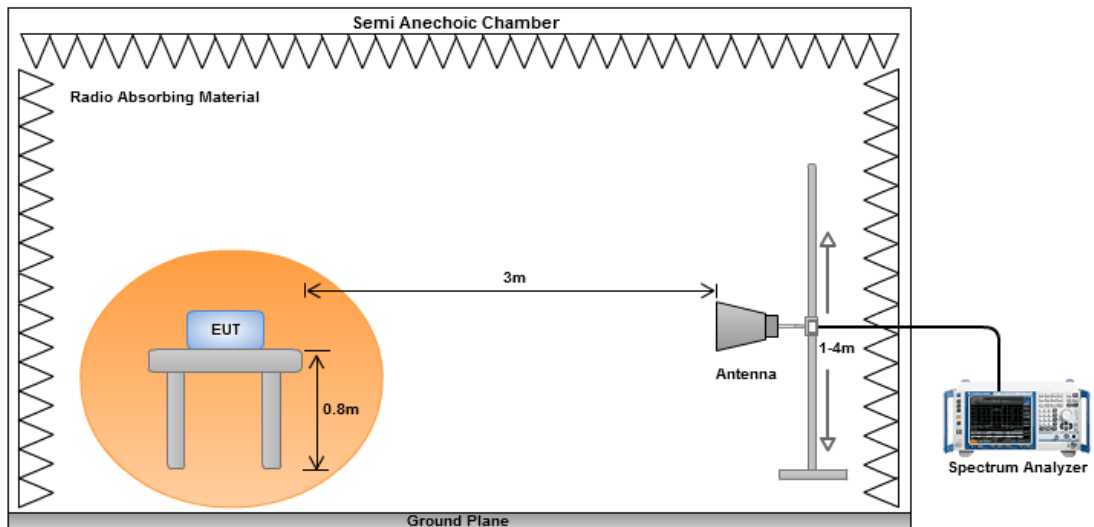 Semi Anechoic Chamber
Radio Absorbing Material
3m
EUT
1-4m
Antenna
0.8m
Spectrum Analyzer
Ground Plane